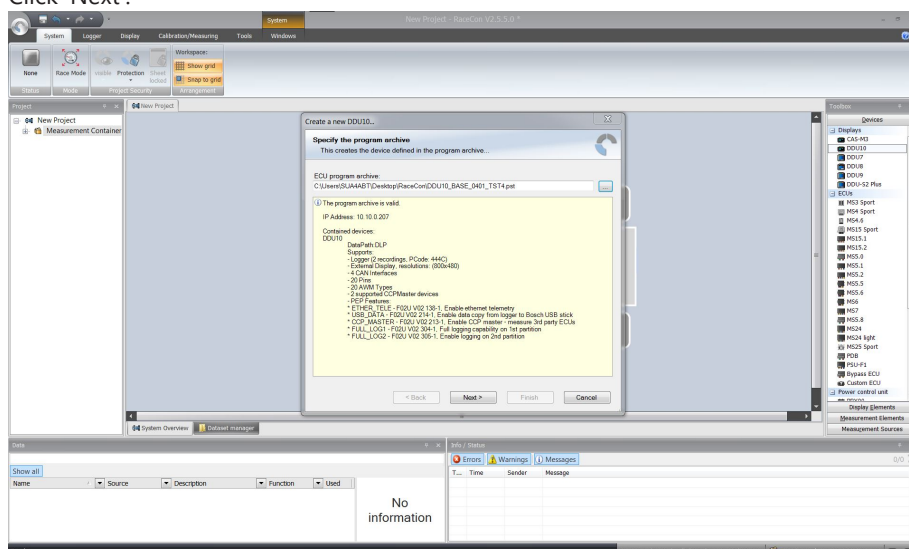 Click 'Next'.
System
New Project - RaceCon V2.5.5.0 *
System Logger Display Calibration/Measuring Tools Windows
None
Race Mode
visible
Protection
Sheet locked
Workspace:
Show grid
Snap to grid
Status Mode Project Security Arrangement
Project
New Project
Measurement Container
New Project
Create a new DDU10...
Specify the program archive
This creates the device defined in the program archive...
ECU program archive:
C:\Users\SUA4ABT\Desktop\RaceCon\DDU10_BASE_0401_TST4.pst
...
The program archive is valid.
IP Address: 10.10.0.207
Contained devices:
DDU10
DataPath:DLP
Supports:
- Logger (2 recordings, PCode: 444C)
- External Display, resolutions: (800x480)
- 4 CAN Interfaces
- 20 Pins
- 20 AWM Types
- 2 supported CCPMaster devices
- PEP Features:
* ETHER_TELE - F02U V02 138-1, Enable ethernet telemetry
* USB_DATA - F02U V02 214-1, Enable data copy from logger to Bosch USB stick
* CCP_MASTER - F02U V02 213-1, Enable CCP master - measure 3rd party ECUs
* FULL_LOG1 - F02U V02 304-1, Full logging capability on 1st partition
* FULL_LOG2 - F02U V02 305-1, Enable logging on 2nd partition
< Back
Next >
Finish
Cancel
System Overview
Dataset manager
Toolbox
Devices
Displays
CAS-M3
DDU10
DDU7
DDU8
DDU9
DDU-S2 Plus
ECUs
MS3 Sport
MS4 Sport
MS4.6
MS15 Sport
MS15.1
MS15.2
MS5.0
MS5.1
MS5.2
MS5.5
MS5.6
MS6
MS7
MS5.8
MS24
MS24 light
MS25 Sport
PDB
PSU-F1
Bypass ECU
Custom ECU
Power control unit
Display Elements
Measurement Elements
Measurement Sources
Data
Show all
Name Source Description Function Used
No
information
Info / Status
Errors Warnings Messages
0/0
T... Time Sender Message